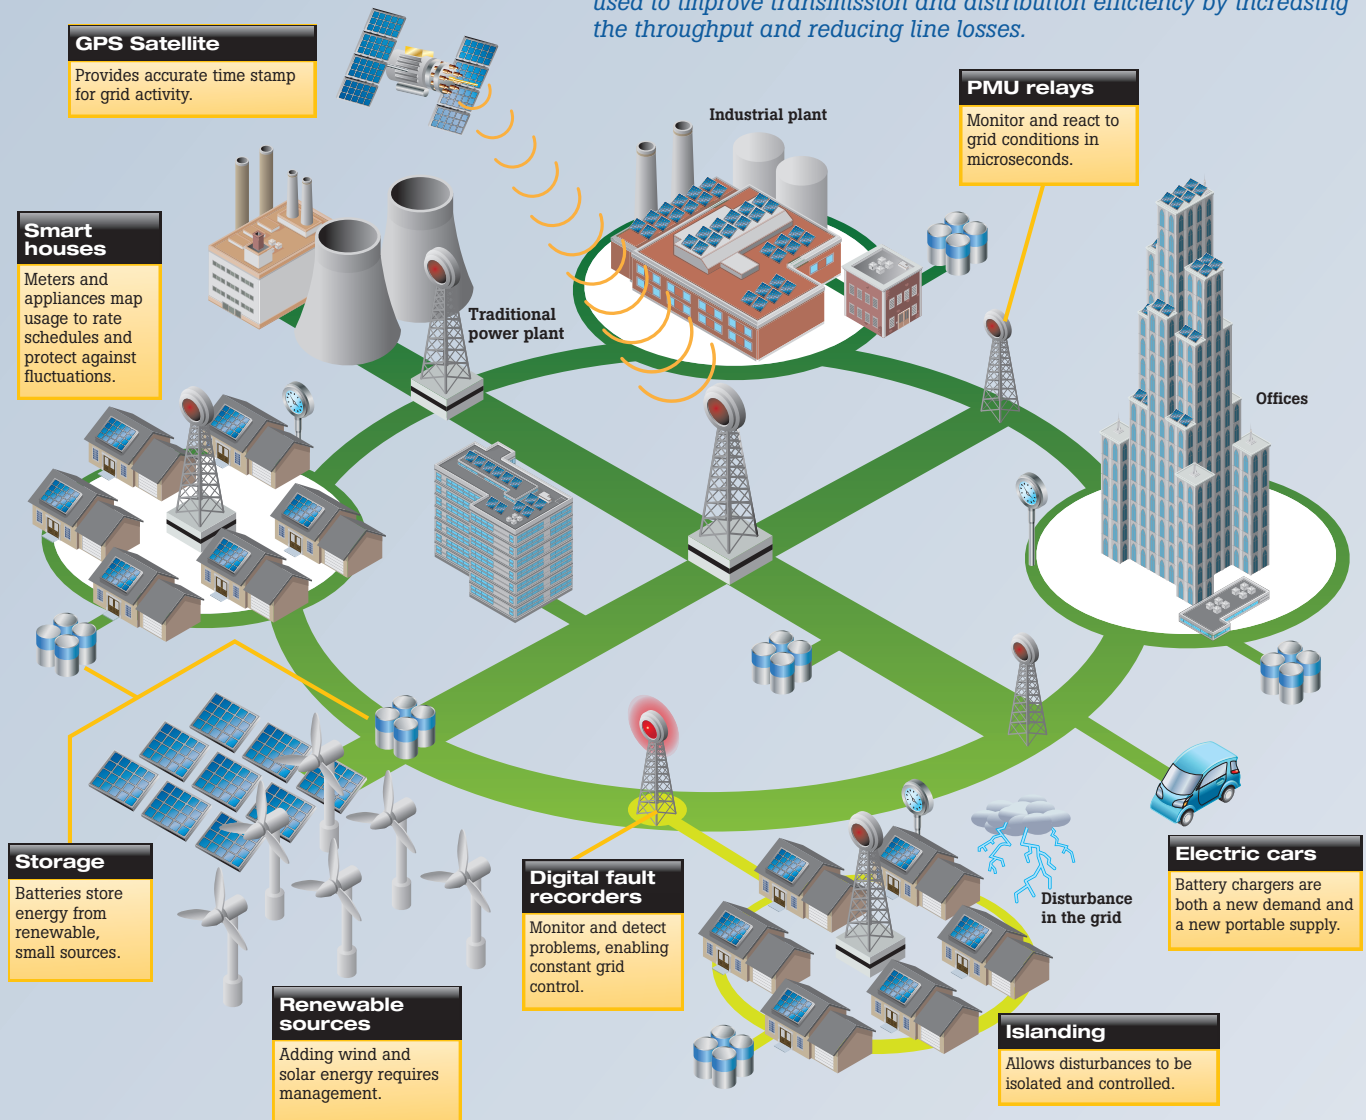 used to improve transmission and distribution efficiency by increasing
the throughput and reducing line losses.
GPS Satellite
Provides accurate time stamp
for grid activity.
Industrial plant
PMU relays
Monitor and react to
grid conditions in
microseconds.
Smart
houses
Meters and
appliances map
usage to rate
schedules and
protect against
fluctuations.
Traditional
power plant
Offices
Storage
Batteries store
energy from
renewable,
small sources.
Renewable
sources
Adding wind and
solar energy requires
management.
Digital fault
recorders
Monitor and detect
problems, enabling
constant grid
control.
Disturbance
in the grid
Electric cars
Battery chargers are
both a new demand and
a new portable supply.
Islanding
Allows disturbances to be
isolated and controlled.